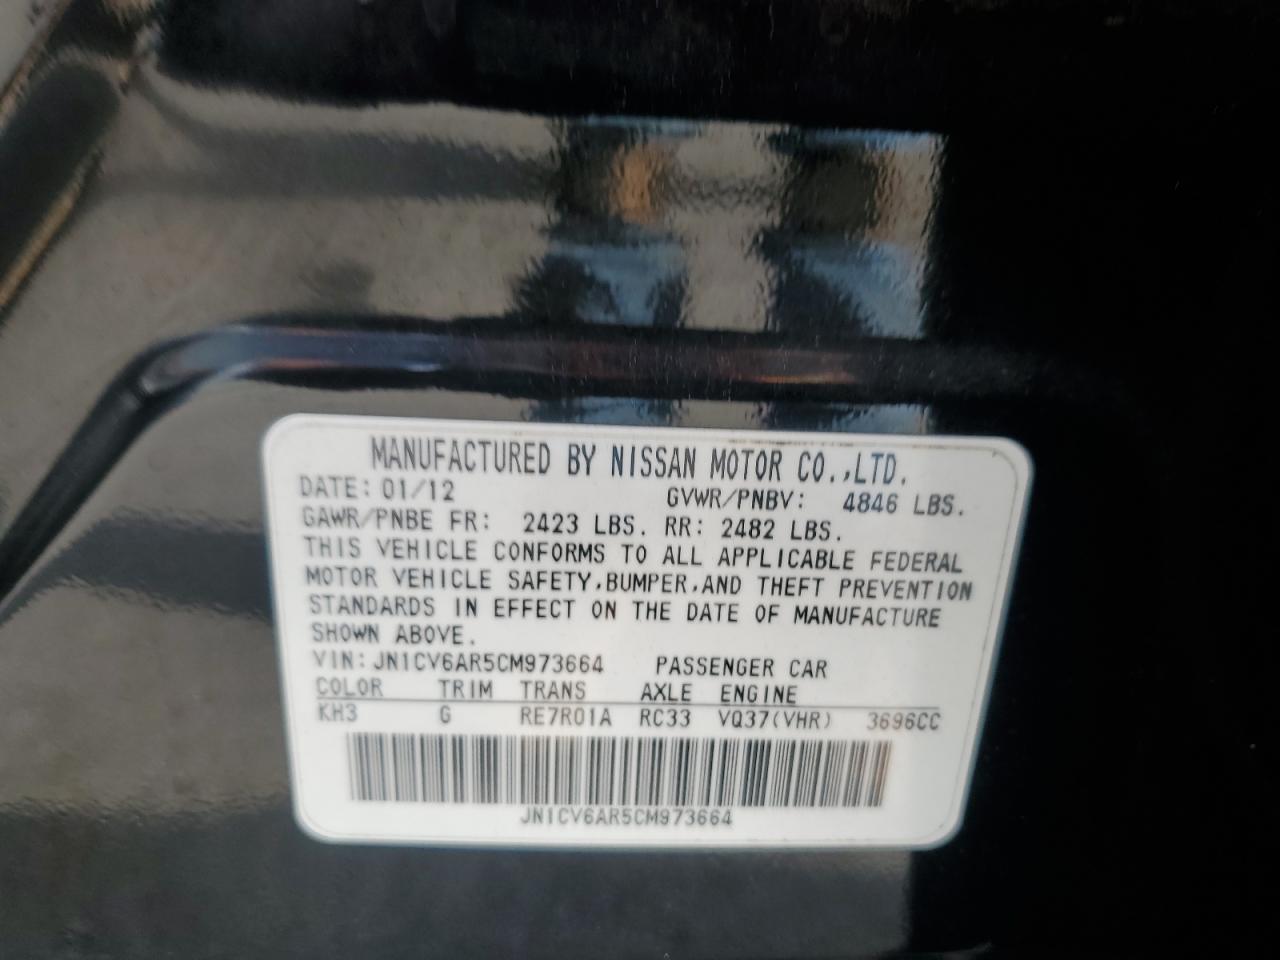 MANUFACTURED BY NISSAN MOTOR CO.,LTD.
DATE: 01/12 GVWR/PNBV: 4846 LBS.
GAWR/PNBE FR: 2423 LBS. RR: 2482 LBS.
THIS VEHICLE CONFORMS TO ALL APPLICABLE FEDERAL
MOTOR VEHICLE SAFETY,BUMPER,AND THEFT PREVENTION
STANDARDS IN EFFECT ON THE DATE OF MANUFACTURE
SHOWN ABOVE.
VIN: JN1CV6AR5CM973664 PASSENGER CAR
COLOR TRIM TRANS AXLE ENGINE
KH3 G RE7R01A RC33 VQ37(VHR) 3696CC
JN1CV6AR5CM973664